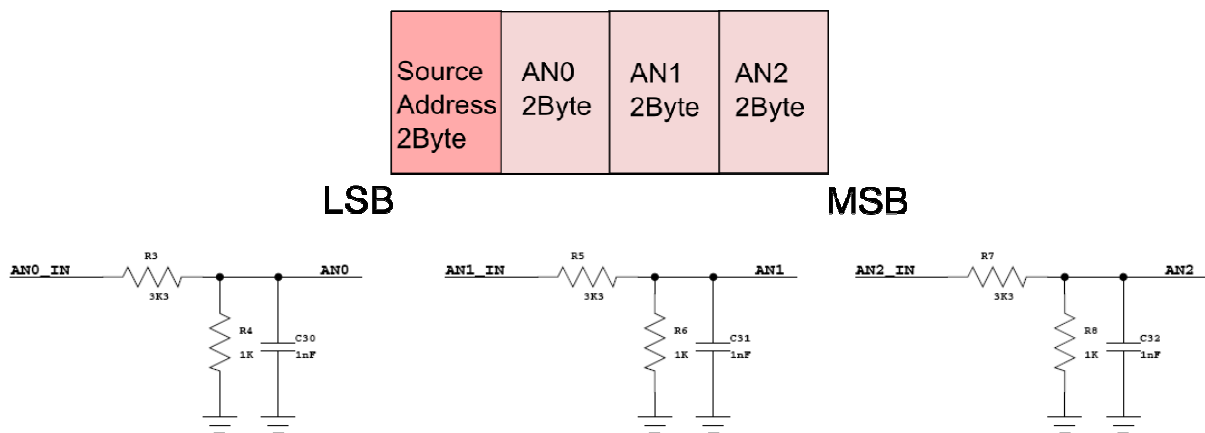 Source
Address
2Byte
AN0
2Byte
AN1
2Byte
AN2
2Byte
LSB
MSB
AN0_IN
R3
3K3
AN0
R4
1K
C30
1nF
AN1_IN
R5
3K3
AN1
R6
1K
C31
1nF
AN2_IN
R7
3K3
AN2
R8
1K
C32
1nF